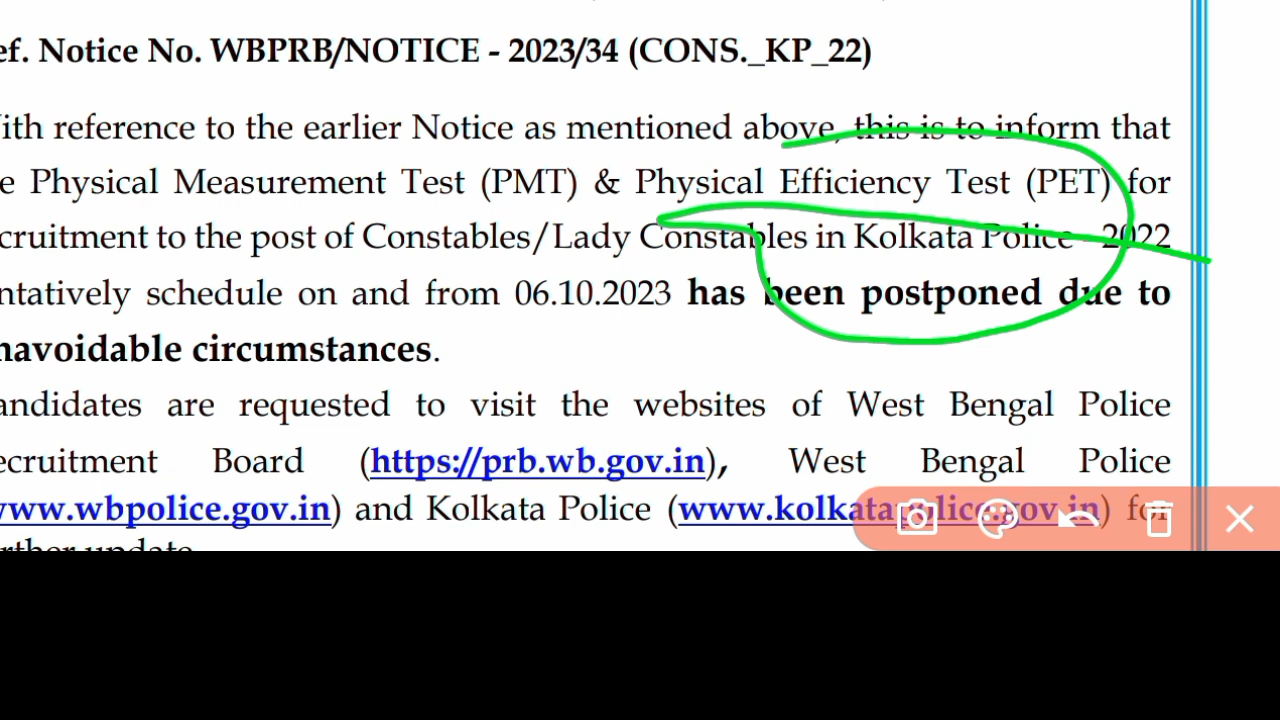 ef. Notice No. WBPRB/NOTICE - 2023/34 (CONS._KP_22)
ith reference to the earlier Notice as mentioned above, this is to inform that
e Physical Measurement Test (PMT) & Physical Efficiency Test (PET) for
cruitment to the post of Constables/Lady Constables in Kolkata Police - 2022
ntatively schedule on and from 06.10.2023 has been postponed due to
navoidable circumstances.
andidates are requested to visit the websites of West Bengal Police
ecruitment Board (https://prb.wb.gov.in), West Bengal Police
www.wbpolice.gov.in) and Kolkata Police (www.kolkatapolice.gov.in) for
rther update